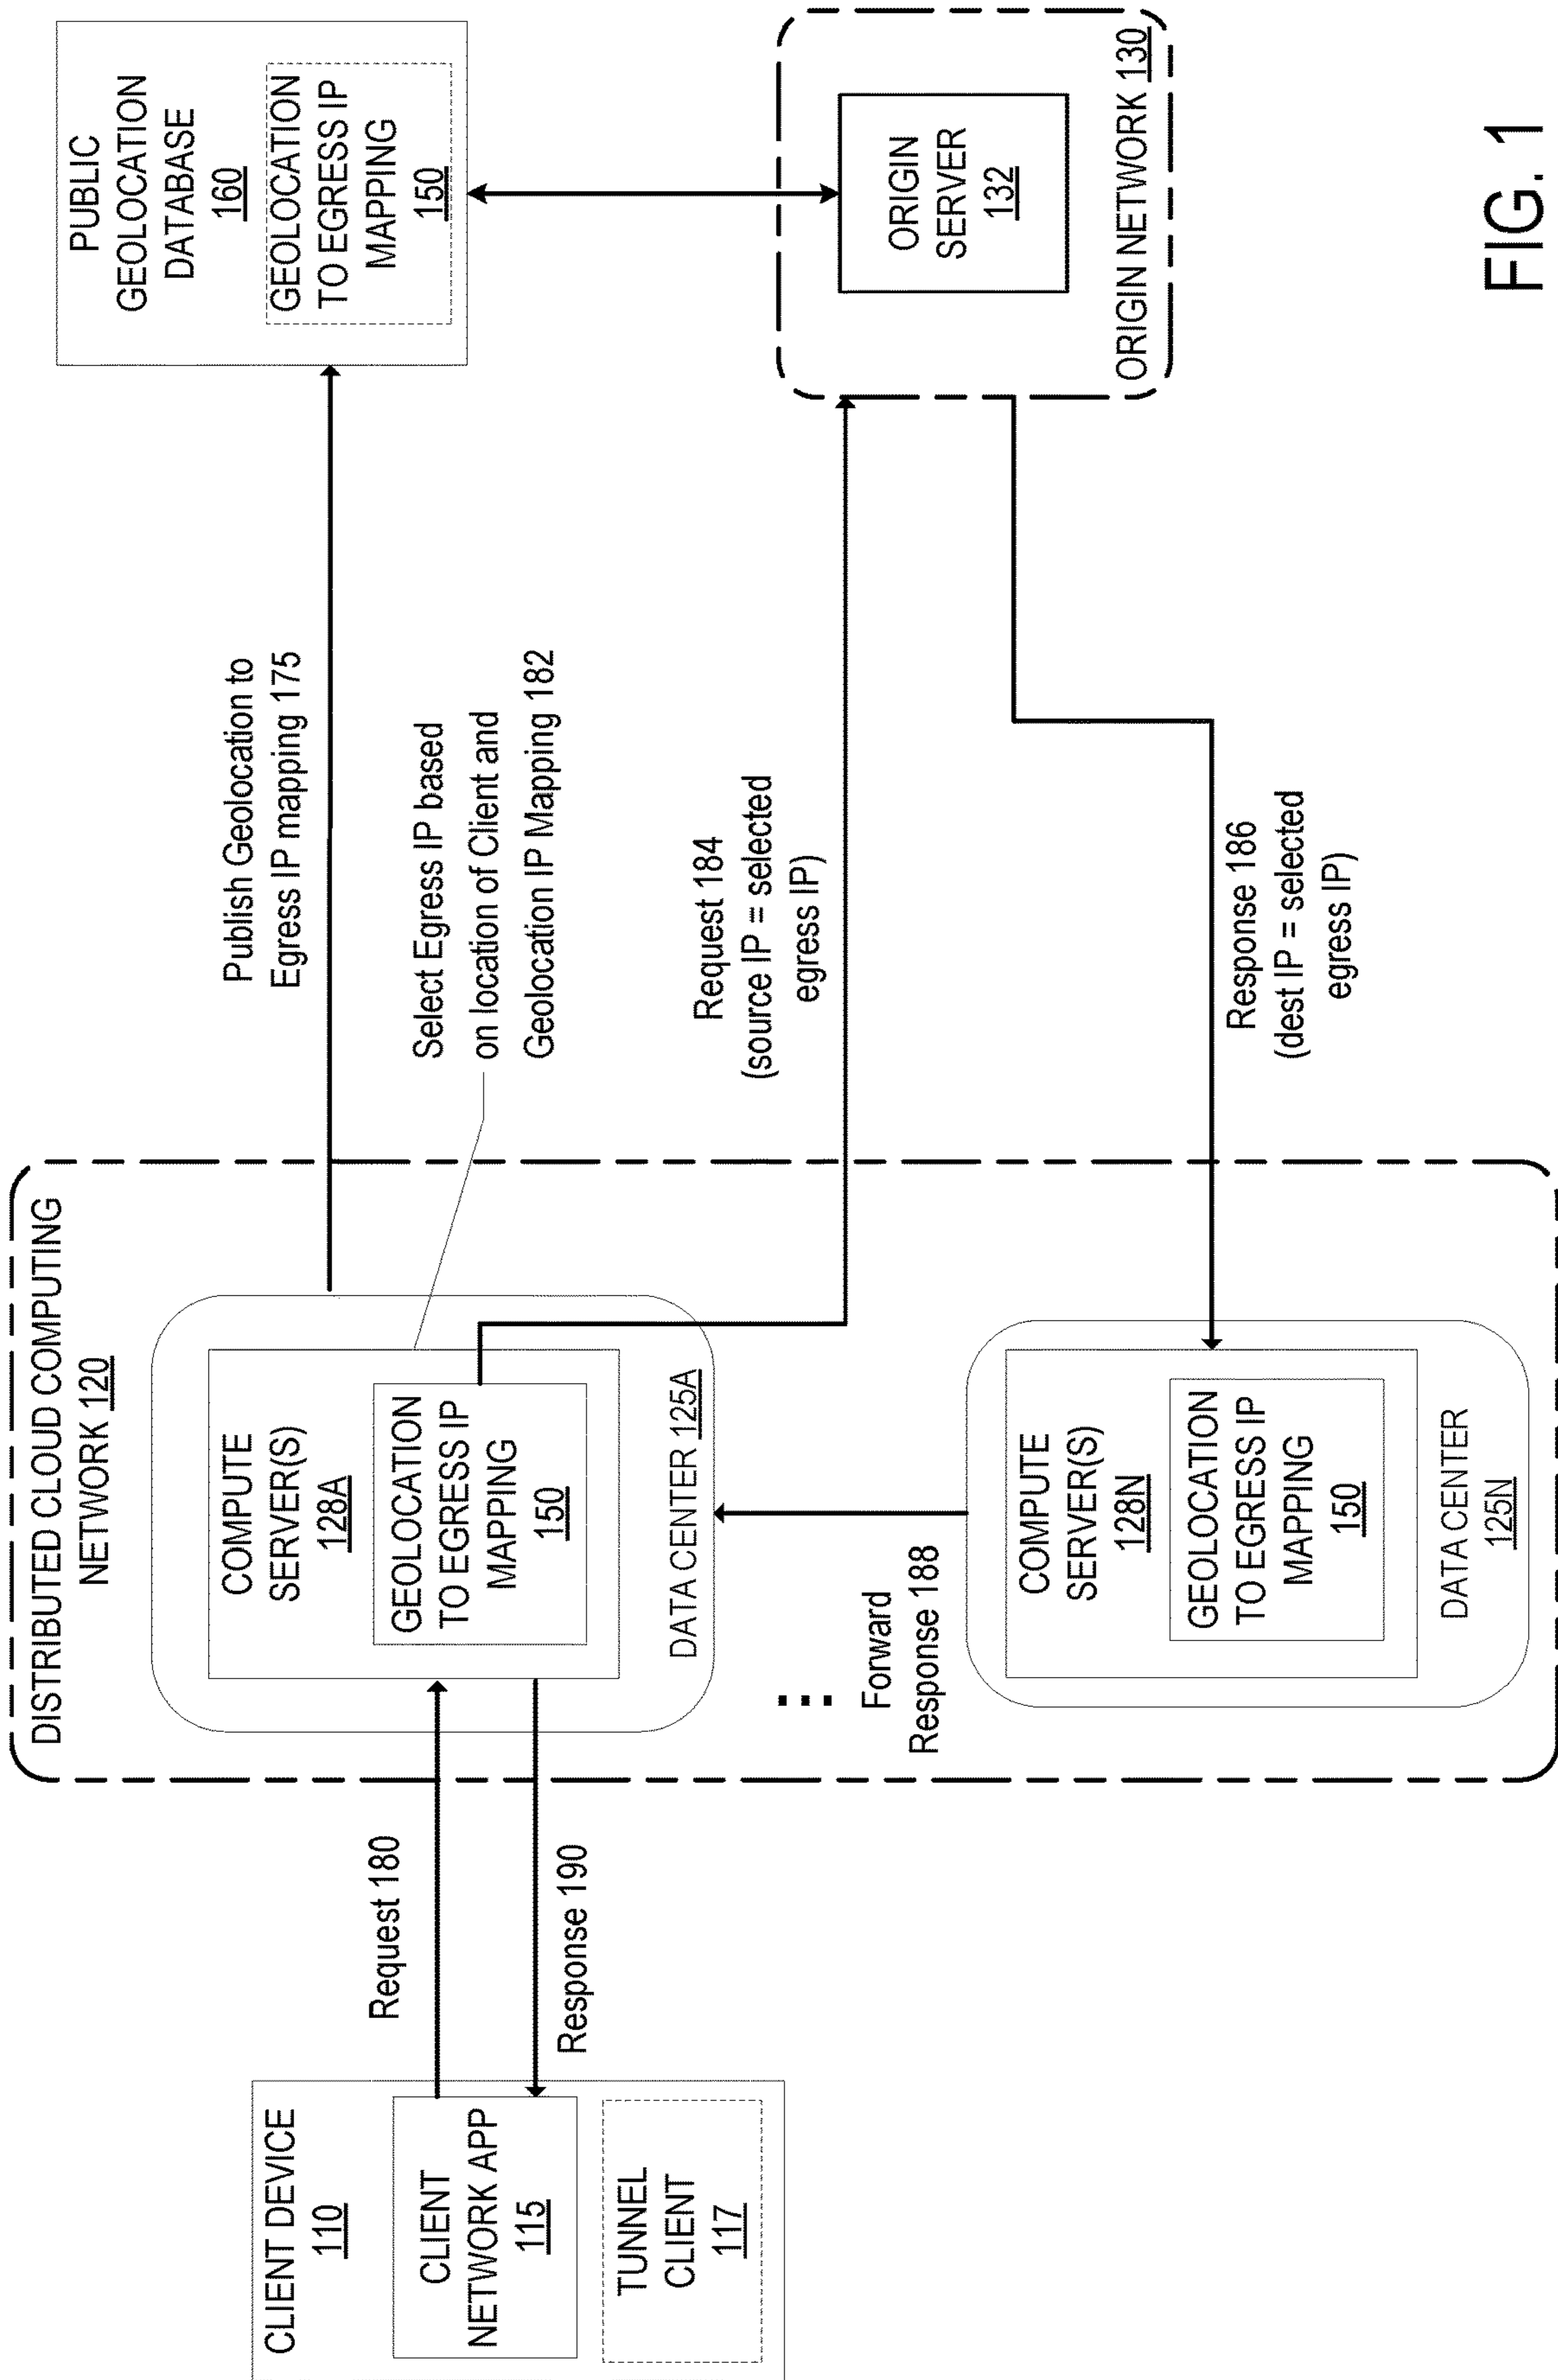 CLIENT DEVICE
110
CLIENT
NETWORK APP
115
TUNNEL
CLIENT
117
Request 180
Response 190
DISTRIBUTED CLOUD COMPUTING
NETWORK 120
COMPUTE
SERVER(S)
128A
GEOLOCATION
TO EGRESS IP
MAPPING
150
DATA CENTER 125A
Forward
Response 188
COMPUTE
SERVER(S)
128N
GEOLOCATION
TO EGRESS IP
MAPPING
150
DATA CENTER
125N
Publish Geolocation to
Egress IP mapping 175
Select Egress IP based
on location of Client and
Geolocation IP Mapping 182
Request 184
(source IP = selected
egress IP)
Response 186
(dest IP = selected
egress IP)
PUBLIC
GEOLOCATION
DATABASE
160
GEOLOCATION
TO EGRESS IP
MAPPING
150
ORIGIN
SERVER
132
ORIGIN NETWORK 130
FIG. 1